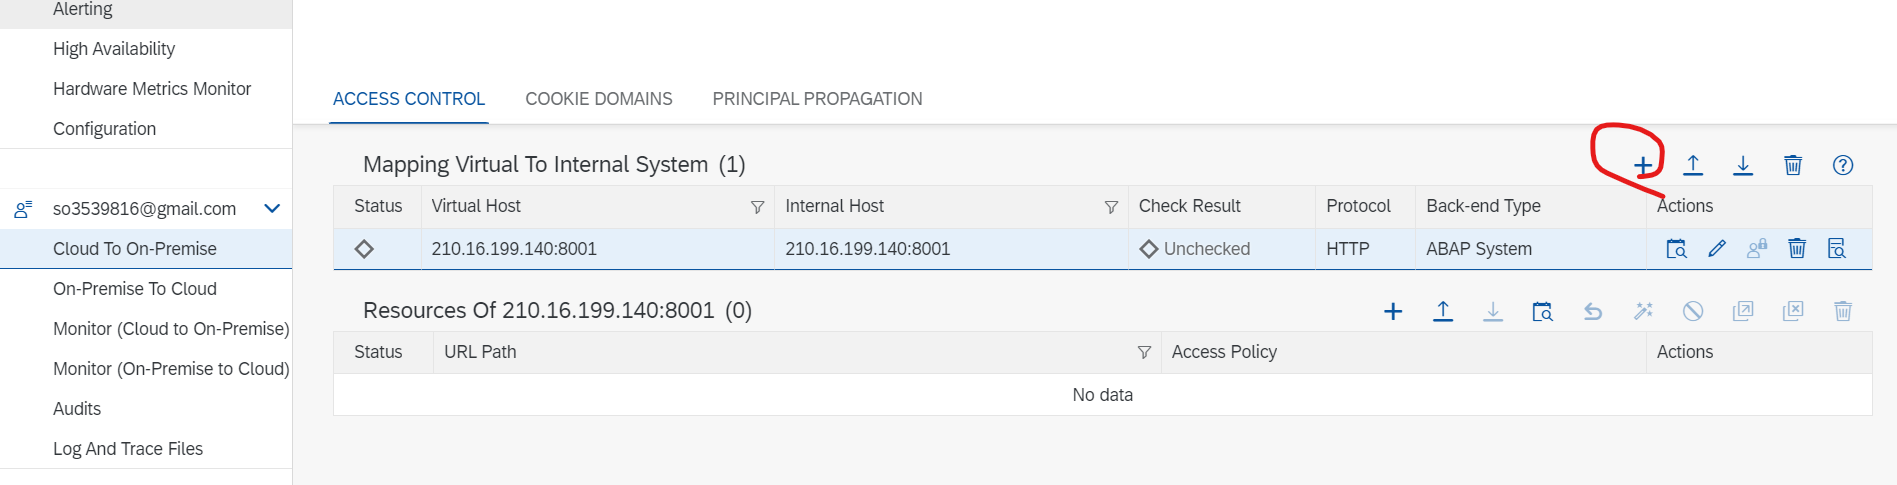 Alerting
High Availability
Hardware Metrics Monitor
Configuration
so3539816@gmail.com
Cloud To On-Premise
On-Premise To Cloud
Monitor (Cloud to On-Premise)
Monitor (On-Premise to Cloud)
Audits
Log And Trace Files
ACCESS CONTROL COOKIE DOMAINS PRINCIPAL PROPAGATION
Mapping Virtual To Internal System (1)
Status Virtual Host Internal Host Check Result Protocol Back-end Type Actions
210.16.199.140:8001 210.16.199.140:8001 Unchecked HTTP ABAP System
Resources Of 210.16.199.140:8001 (0)
Status URL Path Access Policy Actions
No data